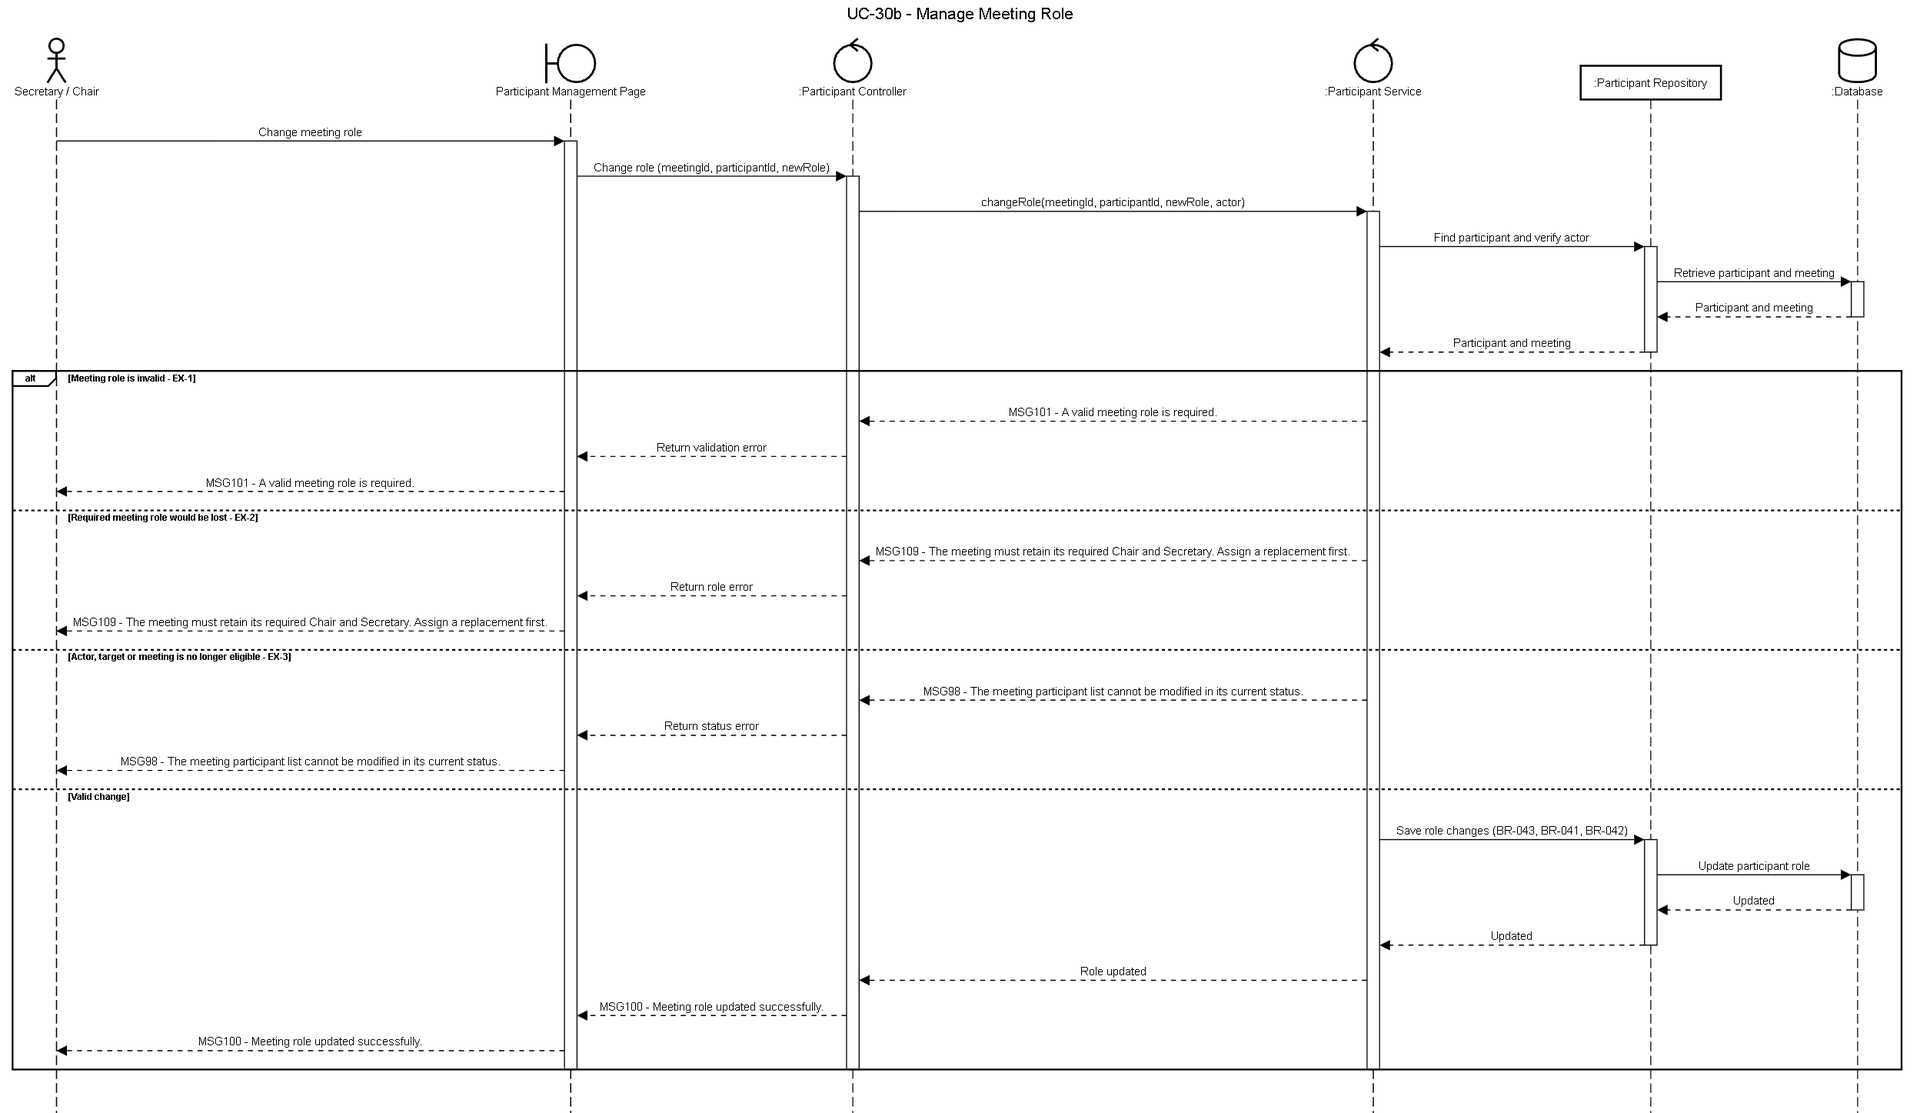 UC-30b - Manage Meeting Role
Secretary / Chair
Participant Management Page
:Participant Controller
:Participant Service
:Participant Repository
:Database
Change meeting role
Change role (meetingId, participantId, newRole)
changeRole(meetingId, participantId, newRole, actor)
Find participant and verify actor
Retrieve participant and meeting
Participant and meeting
Participant and meeting
alt
[Meeting role is invalid - EX-1]
MSG101 - A valid meeting role is required.
Return validation error
MSG101 - A valid meeting role is required.
[Required meeting role would be lost - EX-2]
MSG109 - The meeting must retain its required Chair and Secretary. Assign a replacement first.
Return role error
MSG109 - The meeting must retain its required Chair and Secretary. Assign a replacement first.
[Actor, target or meeting is no longer eligible - EX-3]
MSG98 - The meeting participant list cannot be modified in its current status.
Return status error
MSG98 - The meeting participant list cannot be modified in its current status.
[Valid change]
Save role changes (BR-043, BR-041, BR-042)
Update participant role
Updated
Updated
Role updated
MSG100 - Meeting role updated successfully.
MSG100 - Meeting role updated successfully.